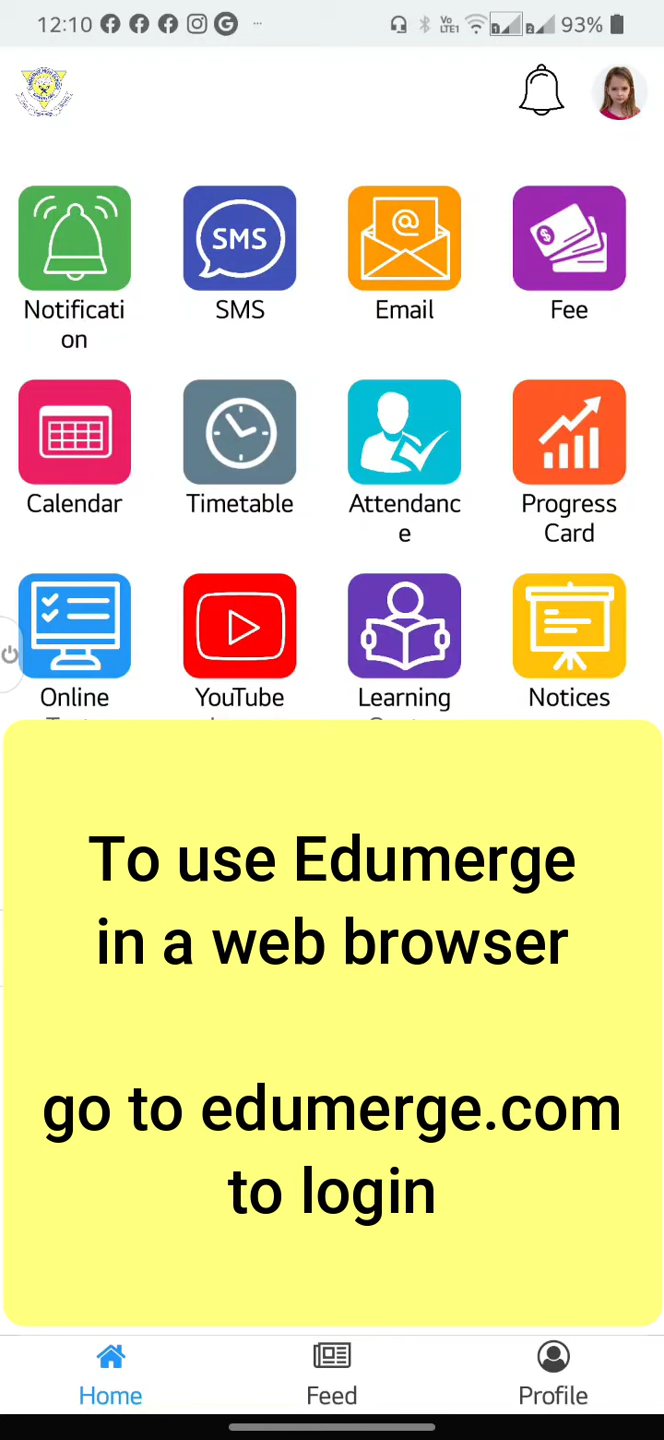 12:10 93%
Notificati
on
SMS
SMS
Email
Fee
Calendar
Timetable
Attendanc
e
Progress
Card
Online
YouTube
Learning
Notices
To use Edumerge
in a web browser
go to edumerge.com
to login
Home
Feed
Profile